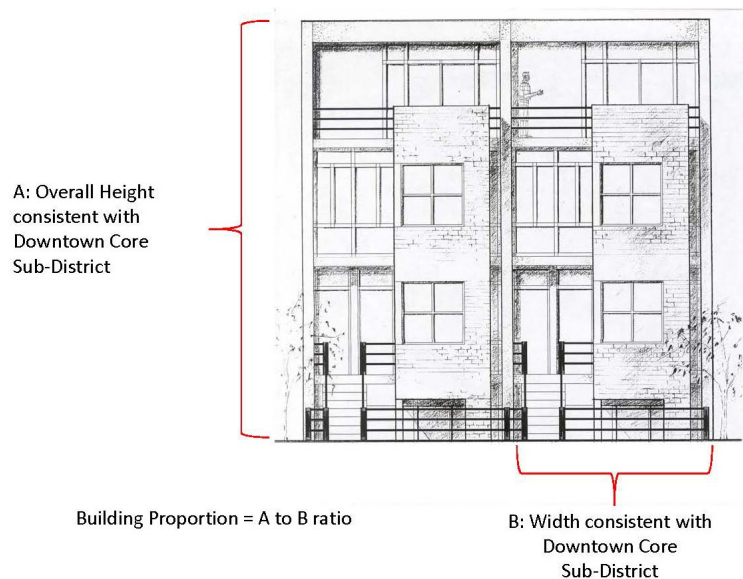 A: Overall Height
consistent with
Downtown Core
Sub-District
Building Proportion = A to B ratio
B: Width consistent with
Downtown Core
Sub-District